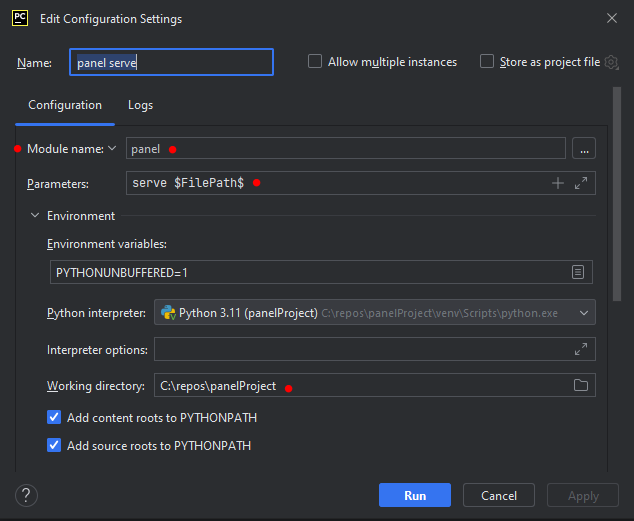 PC Edit Configuration Settings
Name: panel serve Allow multiple instances Store as project file
Configuration Logs
Module name: panel ...
Parameters: serve $FilePath$
Environment
Environment variables:
PYTHONUNBUFFERED=1
Python interpreter: Python 3.11 (panelProject) C:\repos\panelProject\venv\Scripts\python.exe
Interpreter options:
Working directory: C:\repos\panelProject
Add content roots to PYTHONPATH
Add source roots to PYTHONPATH
? Run Cancel Apply